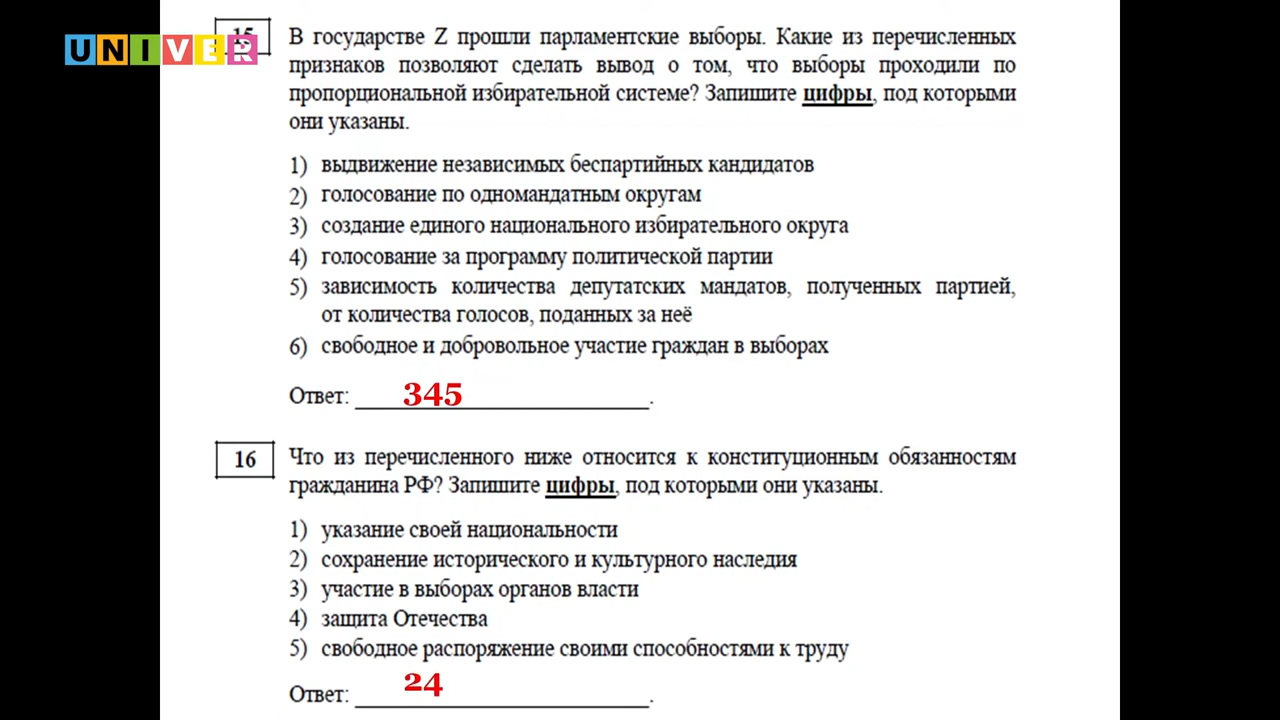 UNIVER
15
В государстве Z прошли парламентские выборы. Какие из перечисленных
признаков позволяют сделать вывод о том, что выборы проходили по
пропорциональной избирательной системе? Запишите цифры, под которыми
они указаны.
1) выдвижение независимых беспартийных кандидатов
2) голосование по одномандатным округам
3) создание единого национального избирательного округа
4) голосование за программу политической партии
5) зависимость количества депутатских мандатов, полученных партией,
от количества голосов, поданных за неё
6) свободное и добровольное участие граждан в выборах
Ответ: 345.
16
Что из перечисленного ниже относится к конституционным обязанностям
гражданина РФ? Запишите цифры, под которыми они указаны.
1) указание своей национальности
2) сохранение исторического и культурного наследия
3) участие в выборах органов власти
4) защита Отечества
5) свободное распоряжение своими способностями к труду
Ответ: 24.